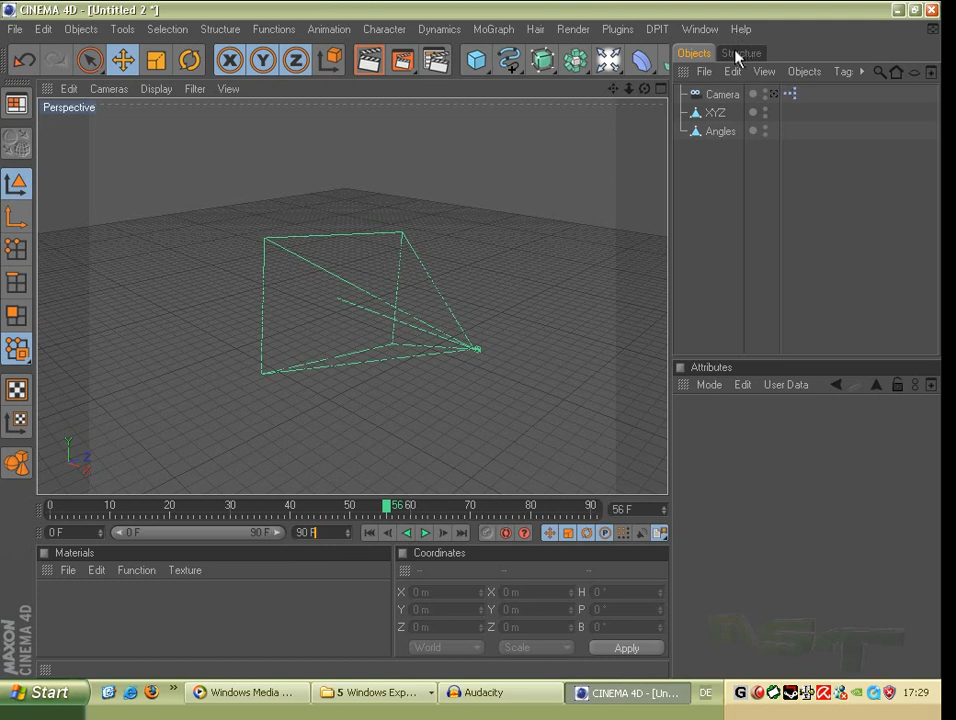 CINEMA 4D - [Untitled 2 *]
File Edit Objects Tools Selection Structure Functions Animation Character Dynamics MoGraph Hair Render Plugins DPIT Window Help
X Y Z
Objects Structure
File Edit View Objects Tag
Edit Cameras Display Filter View
Perspective
Camera
XYZ
Angles
Y Z X
Attributes
Mode Edit User Data
0 10 20 30 40 50 56 60 70 80 90 56 F
0 F 0 F 90 F 90 F
Materials
File Edit Function Texture
Coordinates
-- -- --
X 0 m X 0 m H 0 °
Y 0 m Y 0 m P 0 °
Z 0 m Z 0 m B 0 °
World Scale Apply
MAXON
CINEMA 4D
Start Windows Media ... 5 Windows Exp... Audacity CINEMA 4D - [Un... DE 17:29